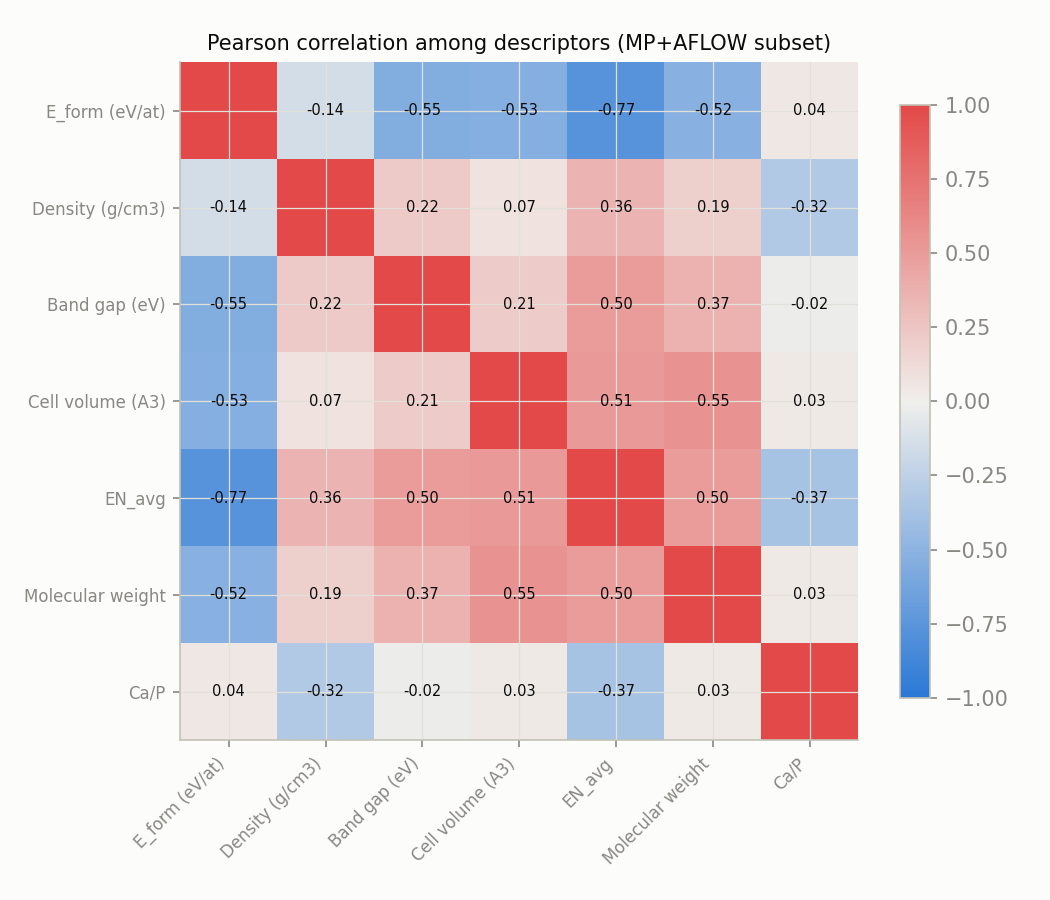 Pearson correlation among descriptors (MP+AFLOW subset)
E_form (eV/at) -0.14 -0.55 -0.53 -0.77 -0.52 0.04
Density (g/cm3) -0.14 0.22 0.07 0.36 0.19 -0.32
Band gap (eV) -0.55 0.22 0.21 0.50 0.37 -0.02
Cell volume (A3) -0.53 0.07 0.21 0.51 0.55 0.03
EN_avg -0.77 0.36 0.50 0.51 0.50 -0.37
Molecular weight -0.52 0.19 0.37 0.55 0.50 0.03
Ca/P 0.04 -0.32 -0.02 0.03 -0.37 0.03
E_form (eV/at)
Density (g/cm3)
Band gap (eV)
Cell volume (A3)
EN_avg
Molecular weight
Ca/P
1.00
0.75
0.50
0.25
0.00
−0.25
−0.50
−0.75
−1.00